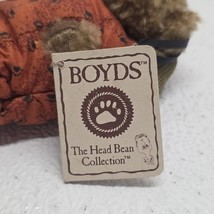 BOYDS™
The Head Bean
Collection™